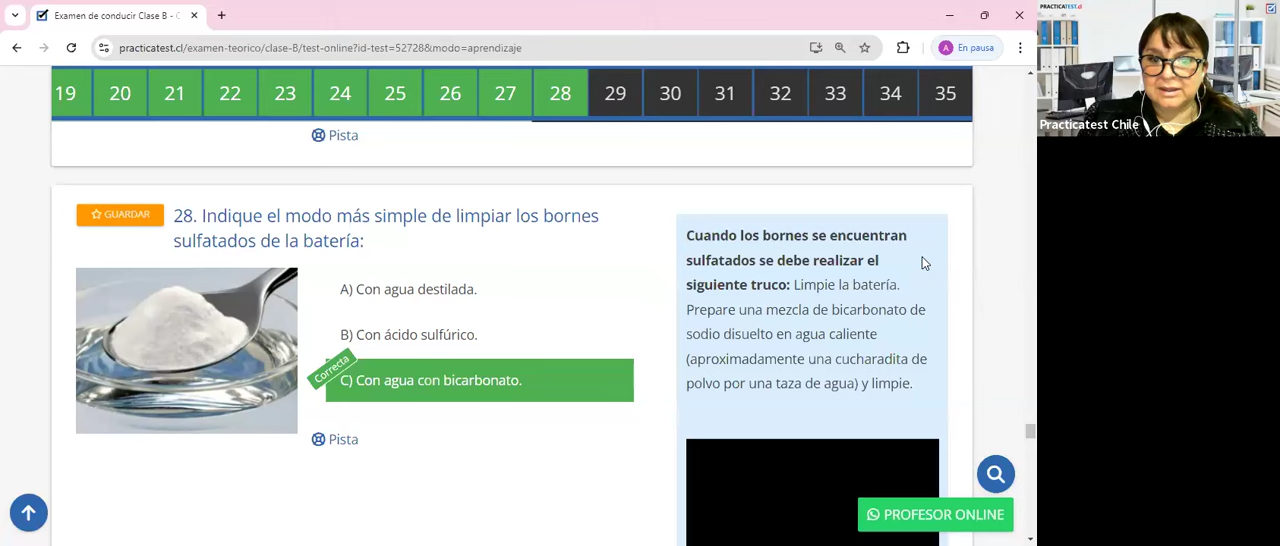 Examen de conducir Clase B - C
practicatest.cl/examen-teorico/clase-B/test-online?id-test=52728&modo=aprendizaje
A
En pausa
19 20 21 22 23 24 25 26 27 28 29 30 31 32 33 34 35
Pista
GUARDAR
28. Indique el modo más simple de limpiar los bornes
sulfatados de la batería:
A) Con agua destilada.
B) Con ácido sulfúrico.
Correcta
C) Con agua con bicarbonato.
Pista
Cuando los bornes se encuentran
sulfatados se debe realizar el
siguiente truco: Limpie la batería.
Prepare una mezcla de bicarbonato de
sodio disuelto en agua caliente
(aproximadamente una cucharadita de
polvo por una taza de agua) y limpie.
PROFESOR ONLINE
PRACTICATEST.cl
Practicatest Chile